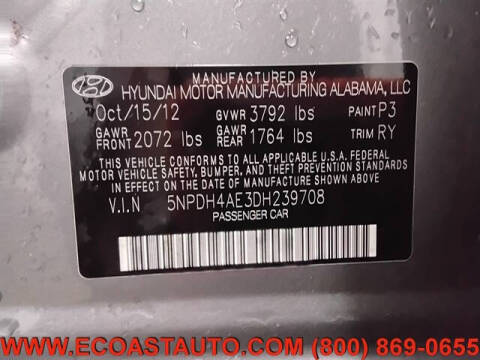 MANUFACTURED BY
HYUNDAI MOTOR MANUFACTURING ALABAMA, LLC
Oct/15/12 GVWR 3792 lbs PAINT P3
GAWR FRONT 2072 lbs GAWR REAR 1764 lbs TRIM RY
THIS VEHICLE CONFORMS TO ALL APPLICABLE U.S.A FEDERAL
MOTOR VEHICLE SAFETY, BUMPER, AND THEFT PREVENTION STANDARDS
IN EFFECT ON THE DATE OF MANUFACTURE SHOWN ABOVE.
V.I.N 5NPDH4AE3DH239708
PASSENGER CAR
WWW.ECOASTAUTO.COM (800) 869-0655